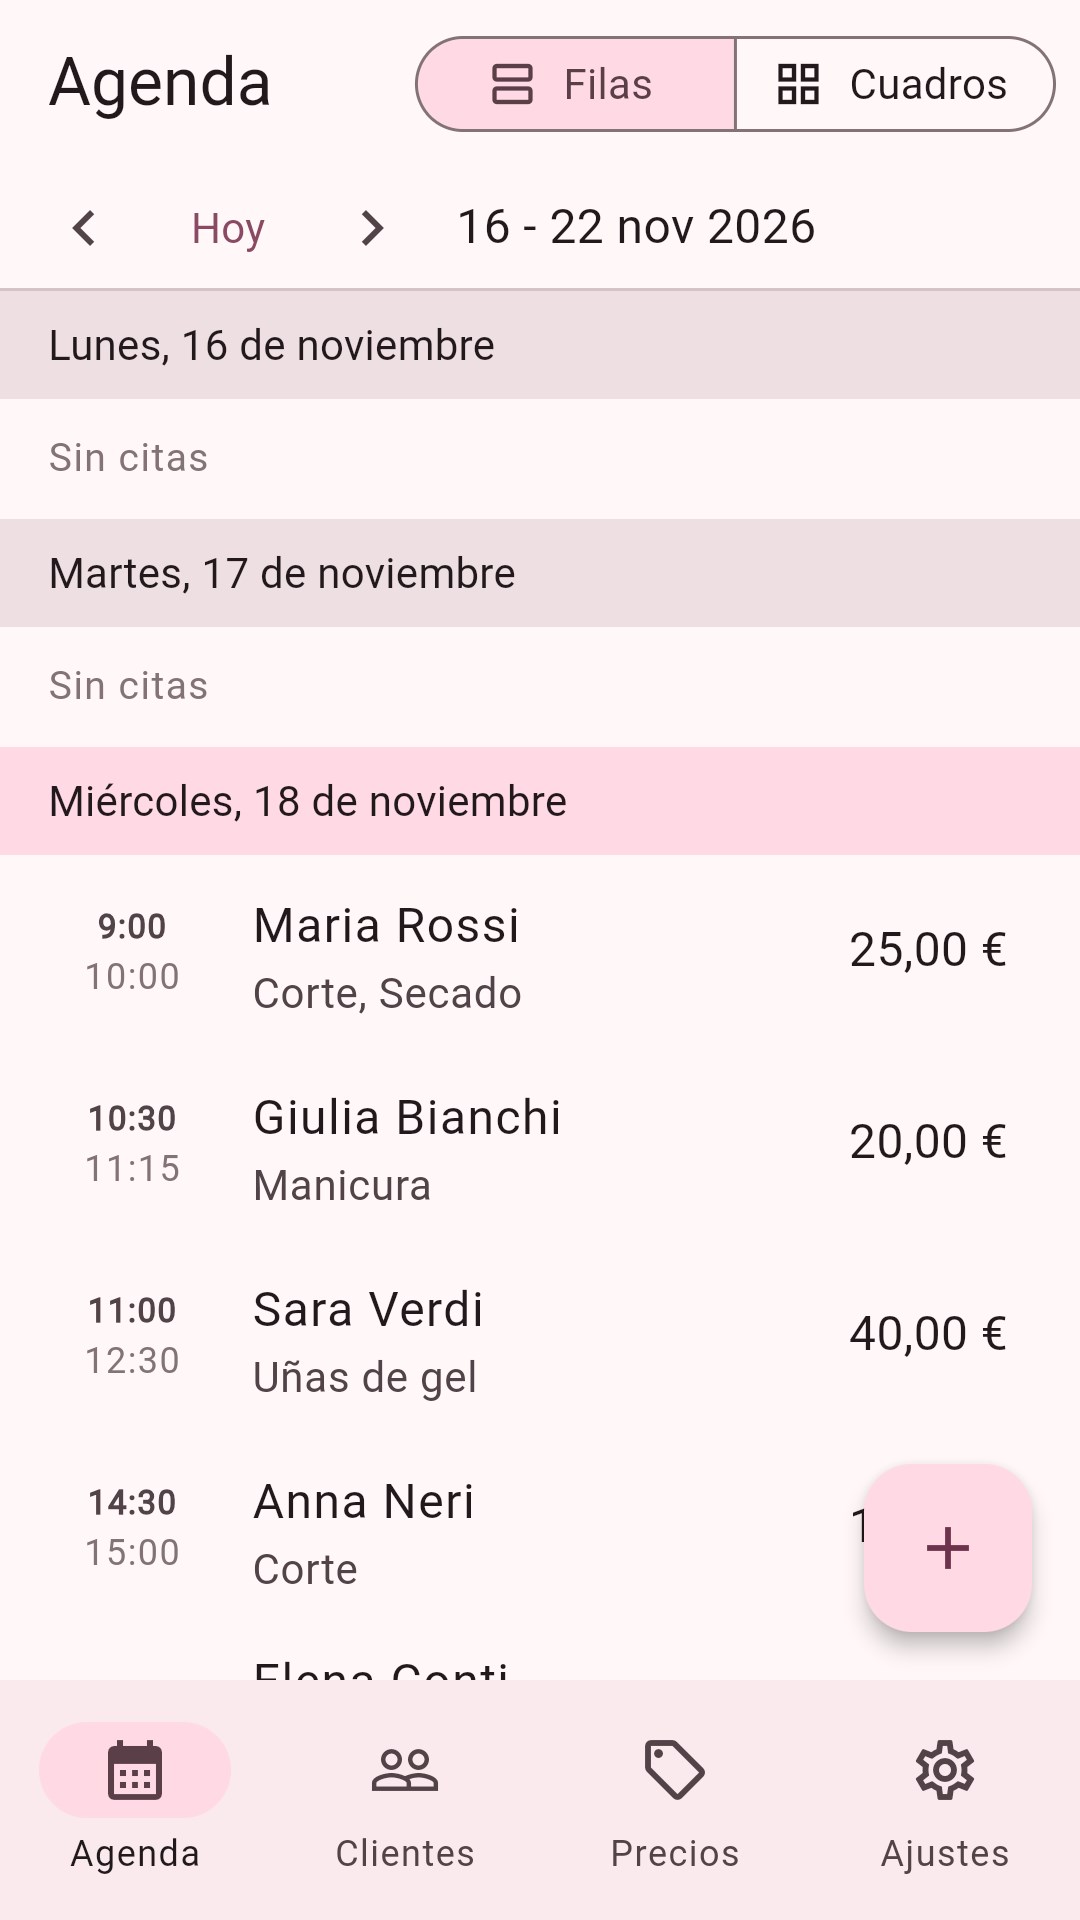 Agenda
Filas
Cuadros
Hoy
16 - 22 nov 2026
Lunes, 16 de noviembre
Sin citas
Martes, 17 de noviembre
Sin citas
Miércoles, 18 de noviembre
9:00
10:00
Maria Rossi
Corte, Secado
25,00 €
10:30
11:15
Giulia Bianchi
Manicura
20,00 €
11:00
12:30
Sara Verdi
Uñas de gel
40,00 €
14:30
15:00
Anna Neri
Corte
Elena Conti
Agenda
Clientes
Precios
Ajustes